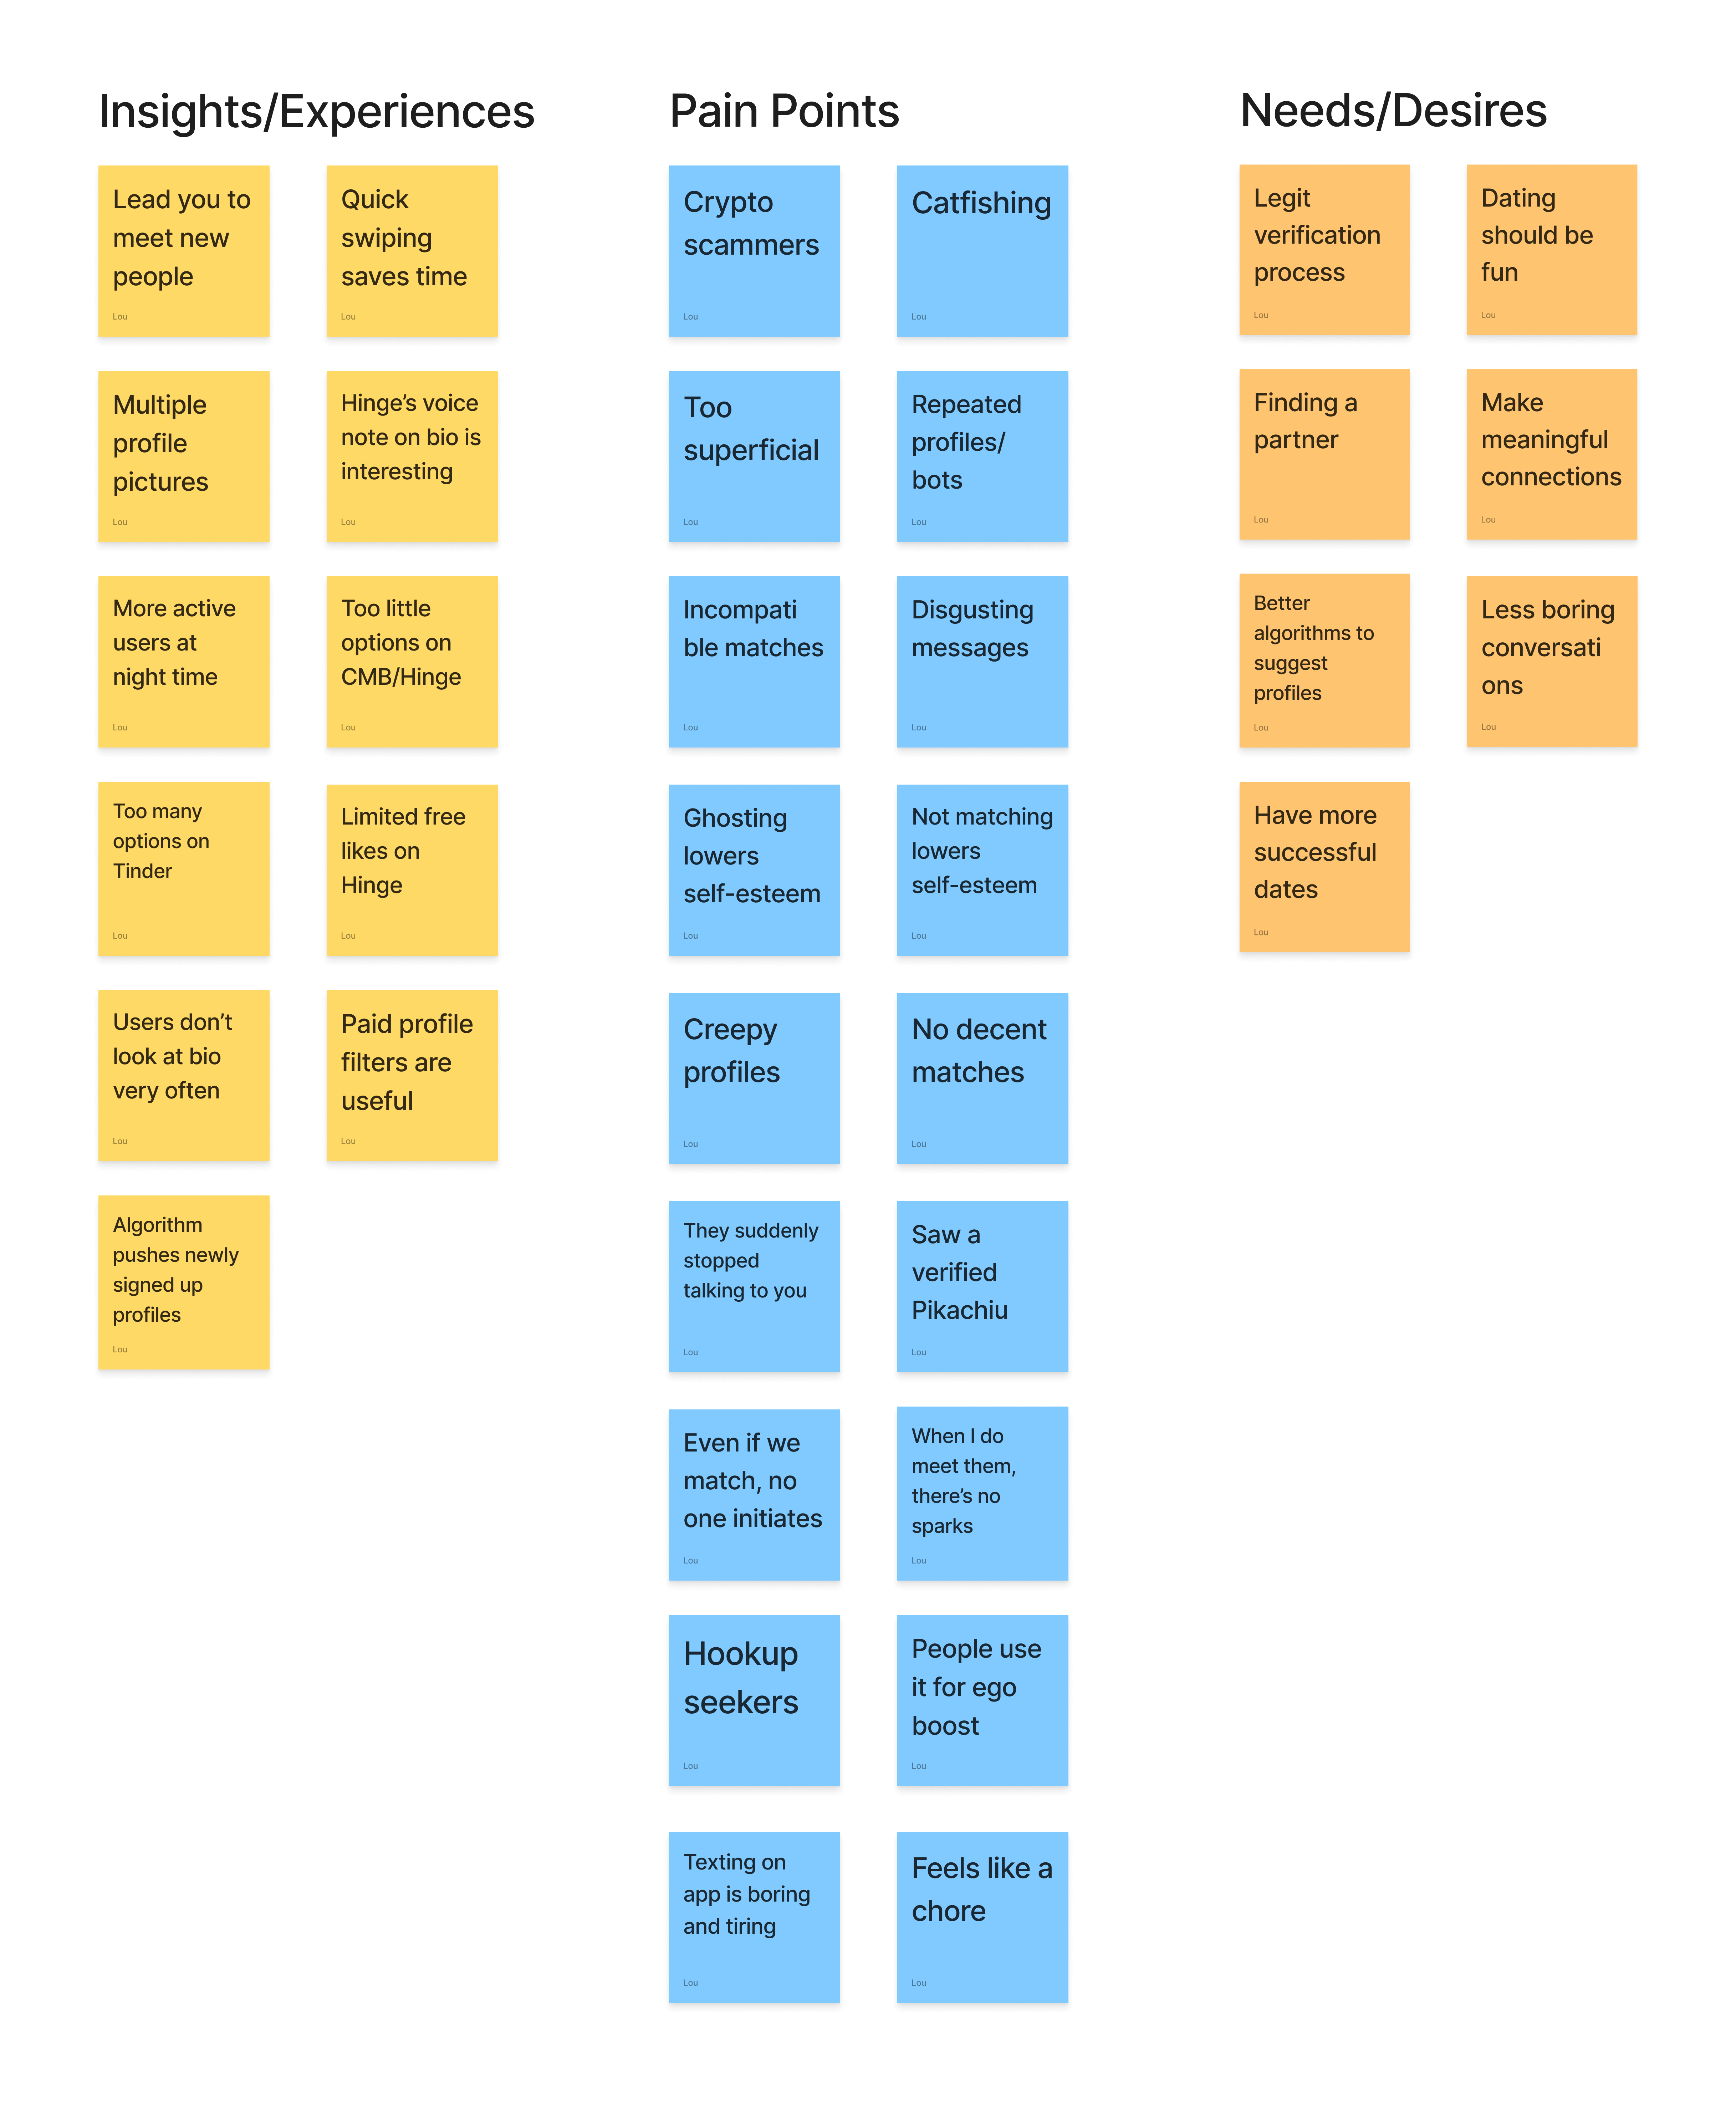 Insights/Experiences
Lead you to
meet new
people
Lou
Quick
swiping
saves time
Lou
Multiple
profile
pictures
Lou
Hinge’s voice
note on bio is
interesting
Lou
More active
users at
night time
Lou
Too little
options on
CMB/Hinge
Lou
Too many
options on
Tinder
Lou
Limited free
likes on
Hinge
Lou
Users don’t
look at bio
very often
Lou
Paid profile
filters are
useful
Lou
Algorithm
pushes newly
signed up
profiles
Lou
Pain Points
Crypto
scammers
Lou
Catfishing
Lou
Too
superficial
Lou
Repeated
profiles/
bots
Lou
Incompati
ble matches
Lou
Disgusting
messages
Lou
Ghosting
lowers
self-esteem
Lou
Not matching
lowers
self-esteem
Lou
Creepy
profiles
Lou
No decent
matches
Lou
They suddenly
stopped
talking to you
Lou
Saw a
verified
Pikachiu
Lou
Even if we
match, no
one initiates
Lou
When I do
meet them,
there’s no
sparks
Lou
Hookup
seekers
Lou
People use
it for ego
boost
Lou
Texting on
app is boring
and tiring
Lou
Feels like a
chore
Lou
Needs/Desires
Legit
verification
process
Lou
Dating
should be
fun
Lou
Finding a
partner
Lou
Make
meaningful
connections
Lou
Better
algorithms to
suggest
profiles
Lou
Less boring
conversati
ons
Lou
Have more
successful
dates
Lou